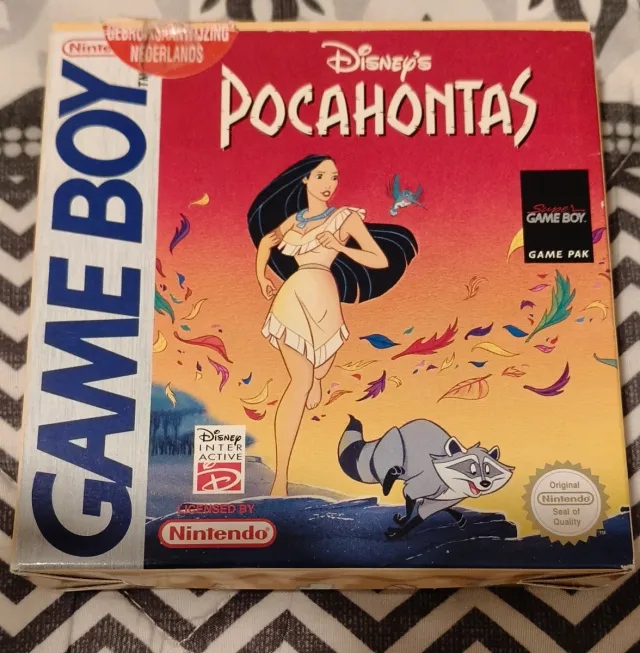 GEBRUIKSAANWIJZING
NEDERLANDS
Nintendo
GAME BOY
TM
Disney's
POCAHONTAS
Super
GAME BOY
GAME PAK
Disney
INTER
ACTIVE
D
LICENSED BY
Nintendo
Original
Nintendo
Seal of
Quality
TM